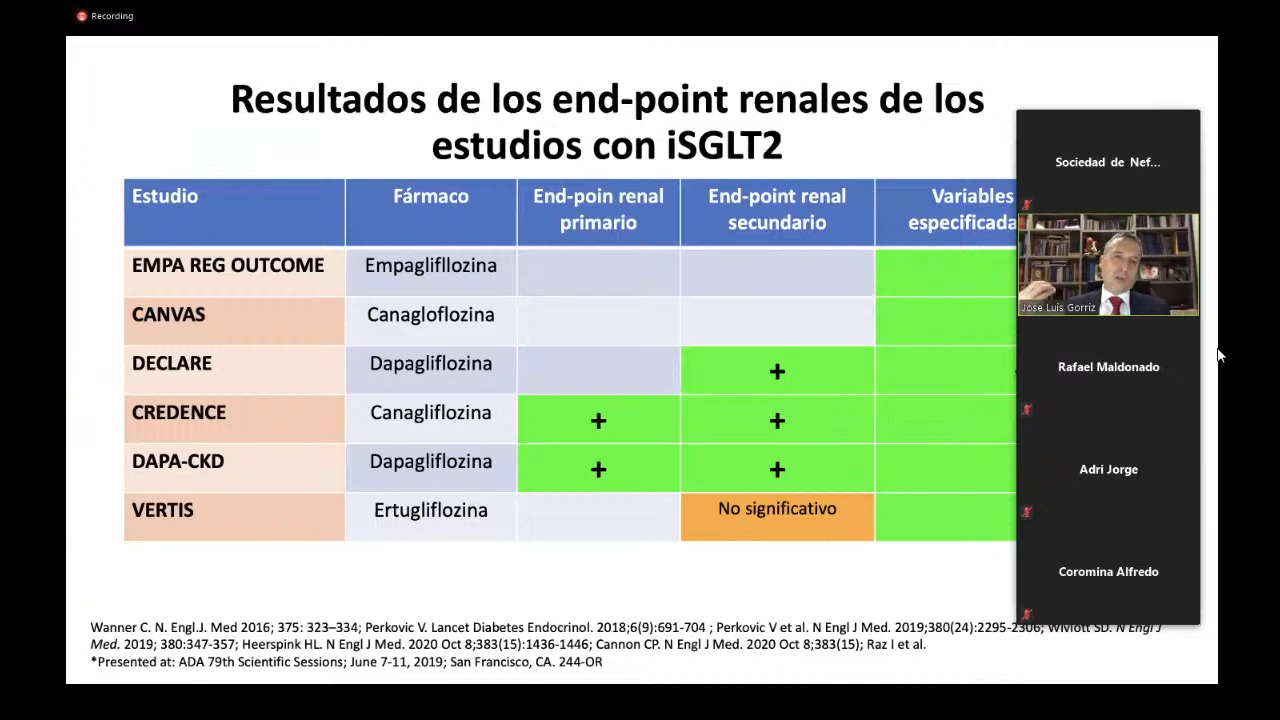 Recording
Resultados de los end-point renales de los
estudios con iSGLT2
Estudio
Fármaco
End-poin renal
primario
End-point renal
secundario
Variables
especificada
EMPA REG OUTCOME
Empaglifllozina
CANVAS
Canagloflozina
DECLARE
Dapagliflozina
+
CREDENCE
Canagliflozina
+
+
DAPA-CKD
Dapagliflozina
+
+
VERTIS
Ertugliflozina
No significativo
Sociedad de Nef...
Jose Luis Gorriz
Rafael Maldonado
Adri Jorge
Coromina Alfredo
Wanner C. N. Engl.J. Med 2016; 375: 323–334; Perkovic V. Lancet Diabetes Endocrinol. 2018;6(9):691-704 ; Perkovic V et al. N Engl J Med. 2019;380(24):2295-2306; Wiviott SD. N Engl J
Med. 2019; 380:347-357; Heerspink HL. N Engl J Med. 2020 Oct 8;383(15):1436-1446; Cannon CP. N Engl J Med. 2020 Oct 8;383(15); Raz I et al.
*Presented at: ADA 79th Scientific Sessions; June 7-11, 2019; San Francisco, CA. 244-OR